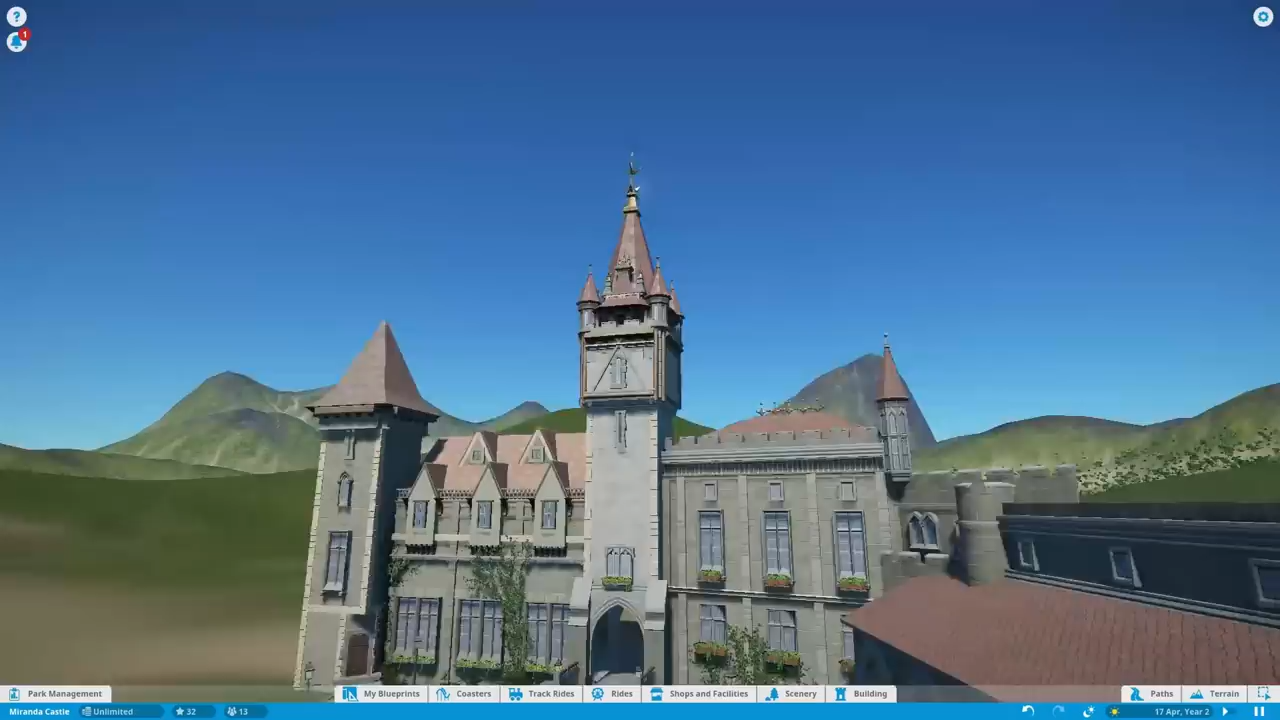 ?
1
Park Management
My Blueprints
Coasters
Track Rides
Rides
Shops and Facilities
Scenery
Building
Paths
Terrain
Miranda Castle
Unlimited
32
13
17 Apr, Year 2